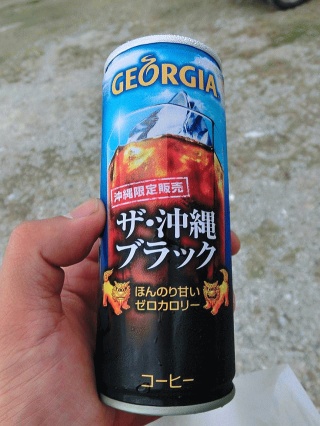 GEORGIA
沖縄限定販売
ザ・沖縄
ブラック
ほんのり甘い
ゼロカロリー
コーヒー